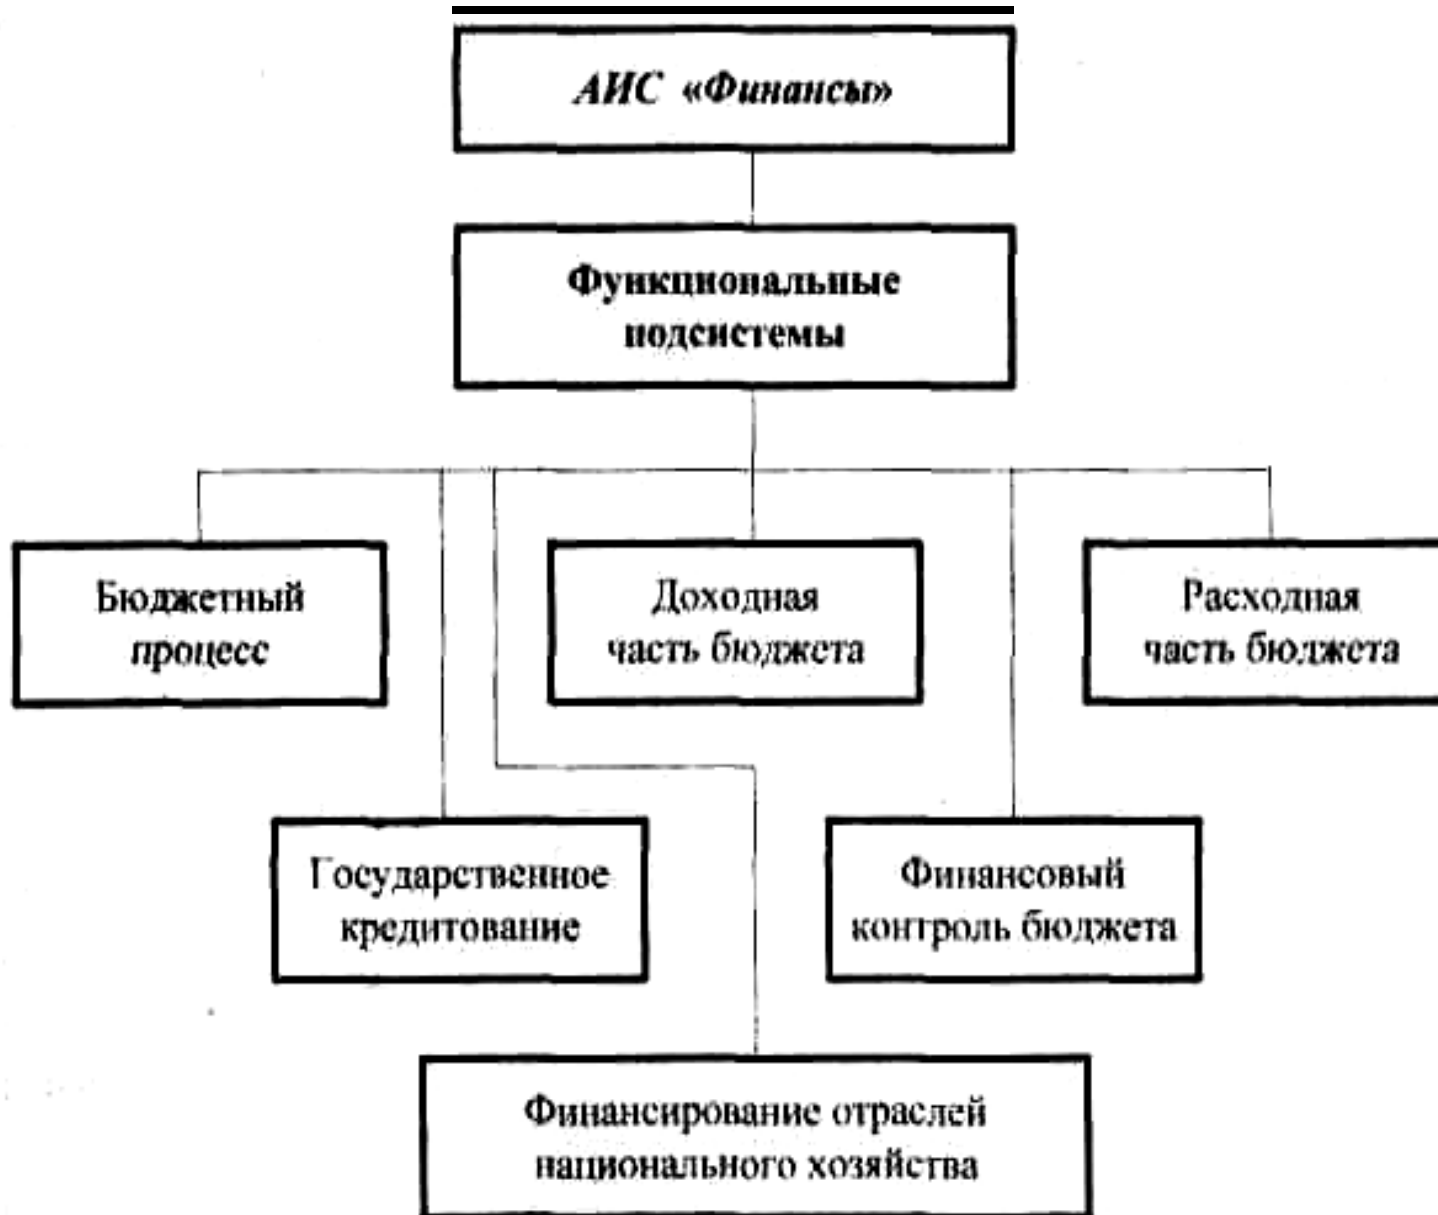 АИС «Финансы»
Функциональные
подсистемы
Бюджетный
процесс
Доходная
часть бюджета
Расходная
часть бюджета
Государственное
кредитование
Финансовый
контроль бюджета
Финансирование отраслей
национального хозяйства